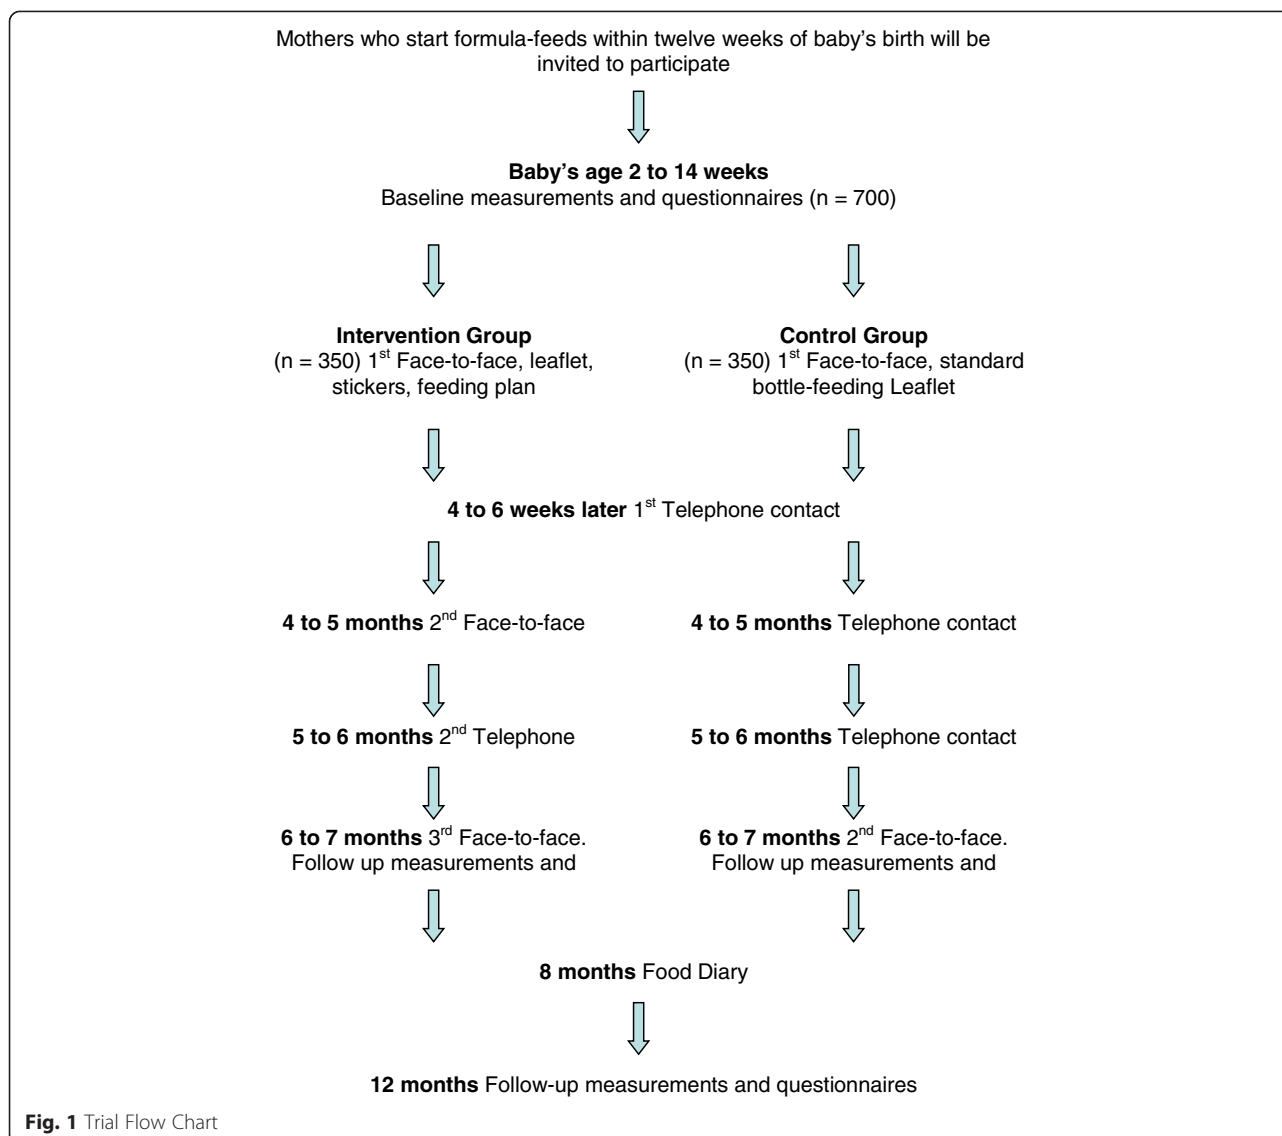 Mothers who start formula-feeds within twelve weeks of baby's birth will be
invited to participate
Baby's age 2 to 14 weeks
Baseline measurements and questionnaires (n = 700)
Intervention Group
(n = 350) 1st Face-to-face, leaflet,
stickers, feeding plan
Control Group
(n = 350) 1st Face-to-face, standard
bottle-feeding Leaflet
4 to 6 weeks later 1st Telephone contact
4 to 5 months 2nd Face-to-face
4 to 5 months Telephone contact
5 to 6 months 2nd Telephone
5 to 6 months Telephone contact
6 to 7 months 3rd Face-to-face.
Follow up measurements and
6 to 7 months 2nd Face-to-face.
Follow up measurements and
8 months Food Diary
12 months Follow-up measurements and questionnaires
Fig. 1 Trial Flow Chart